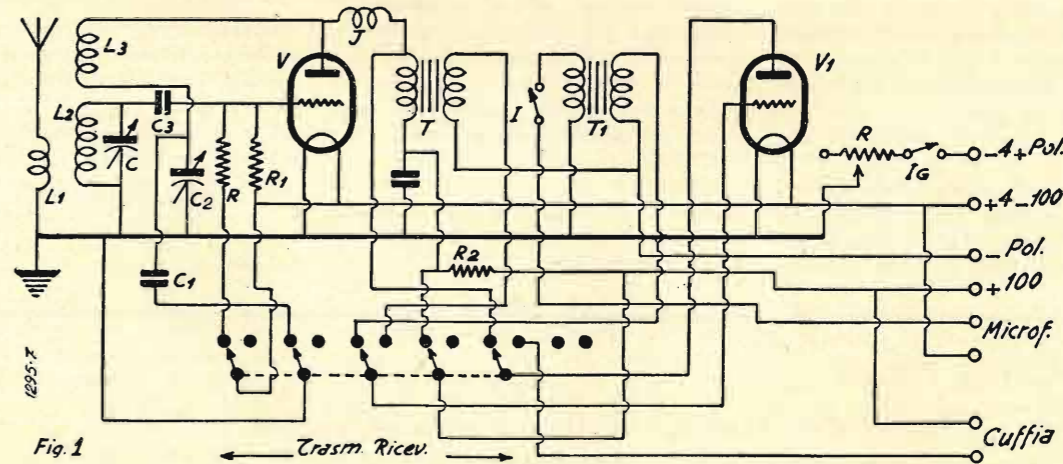 L3
J
V
V1
L2
C3
C
T
I
T1
R
IG
-4+Pol.
L1
C2
R
R1
+4-100
R2
- Pol.
C1
+100
Microf.
1295-7
Fig. 1
Trasm. Ricev.
Cuffia